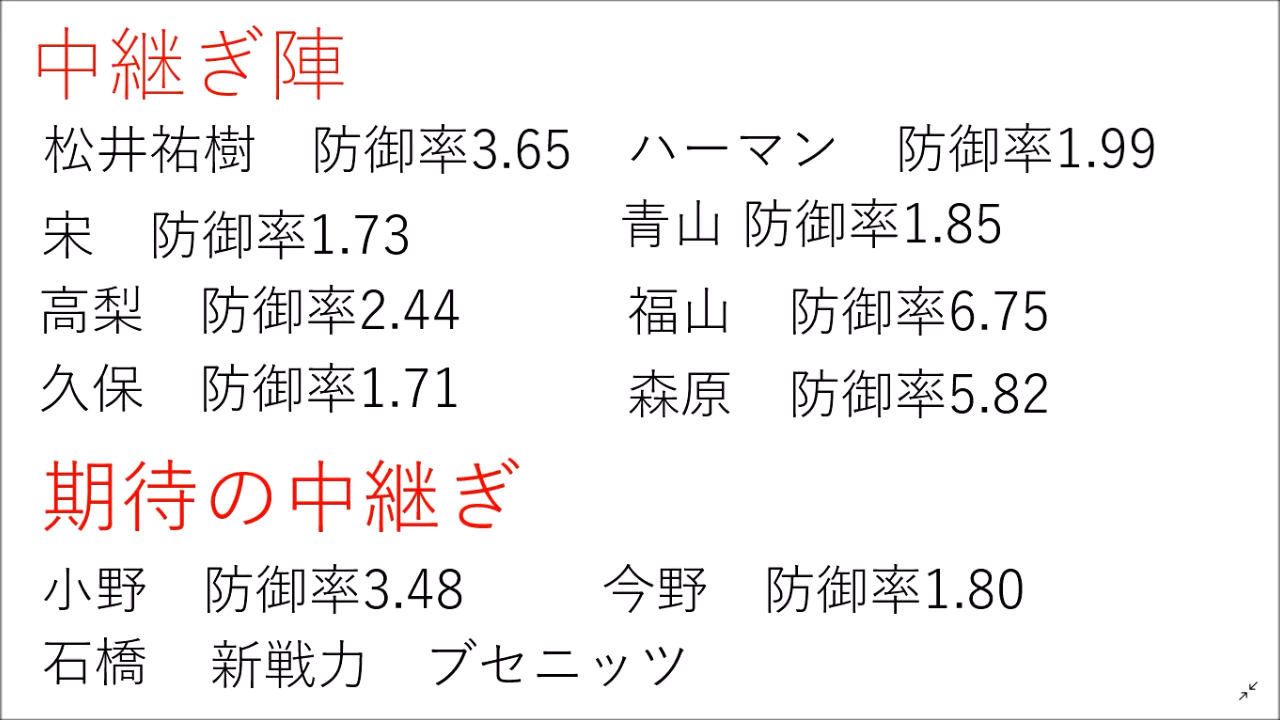 中継ぎ陣
松井祐樹　防御率3.65　ハーマン　防御率1.99
宋　防御率1.73　青山 防御率1.85
高梨　防御率2.44　福山　防御率6.75
久保　防御率1.71　森原　防御率5.82
期待の中継ぎ
小野　防御率3.48　今野　防御率1.80
石橋　新戦力　ブセニッツ